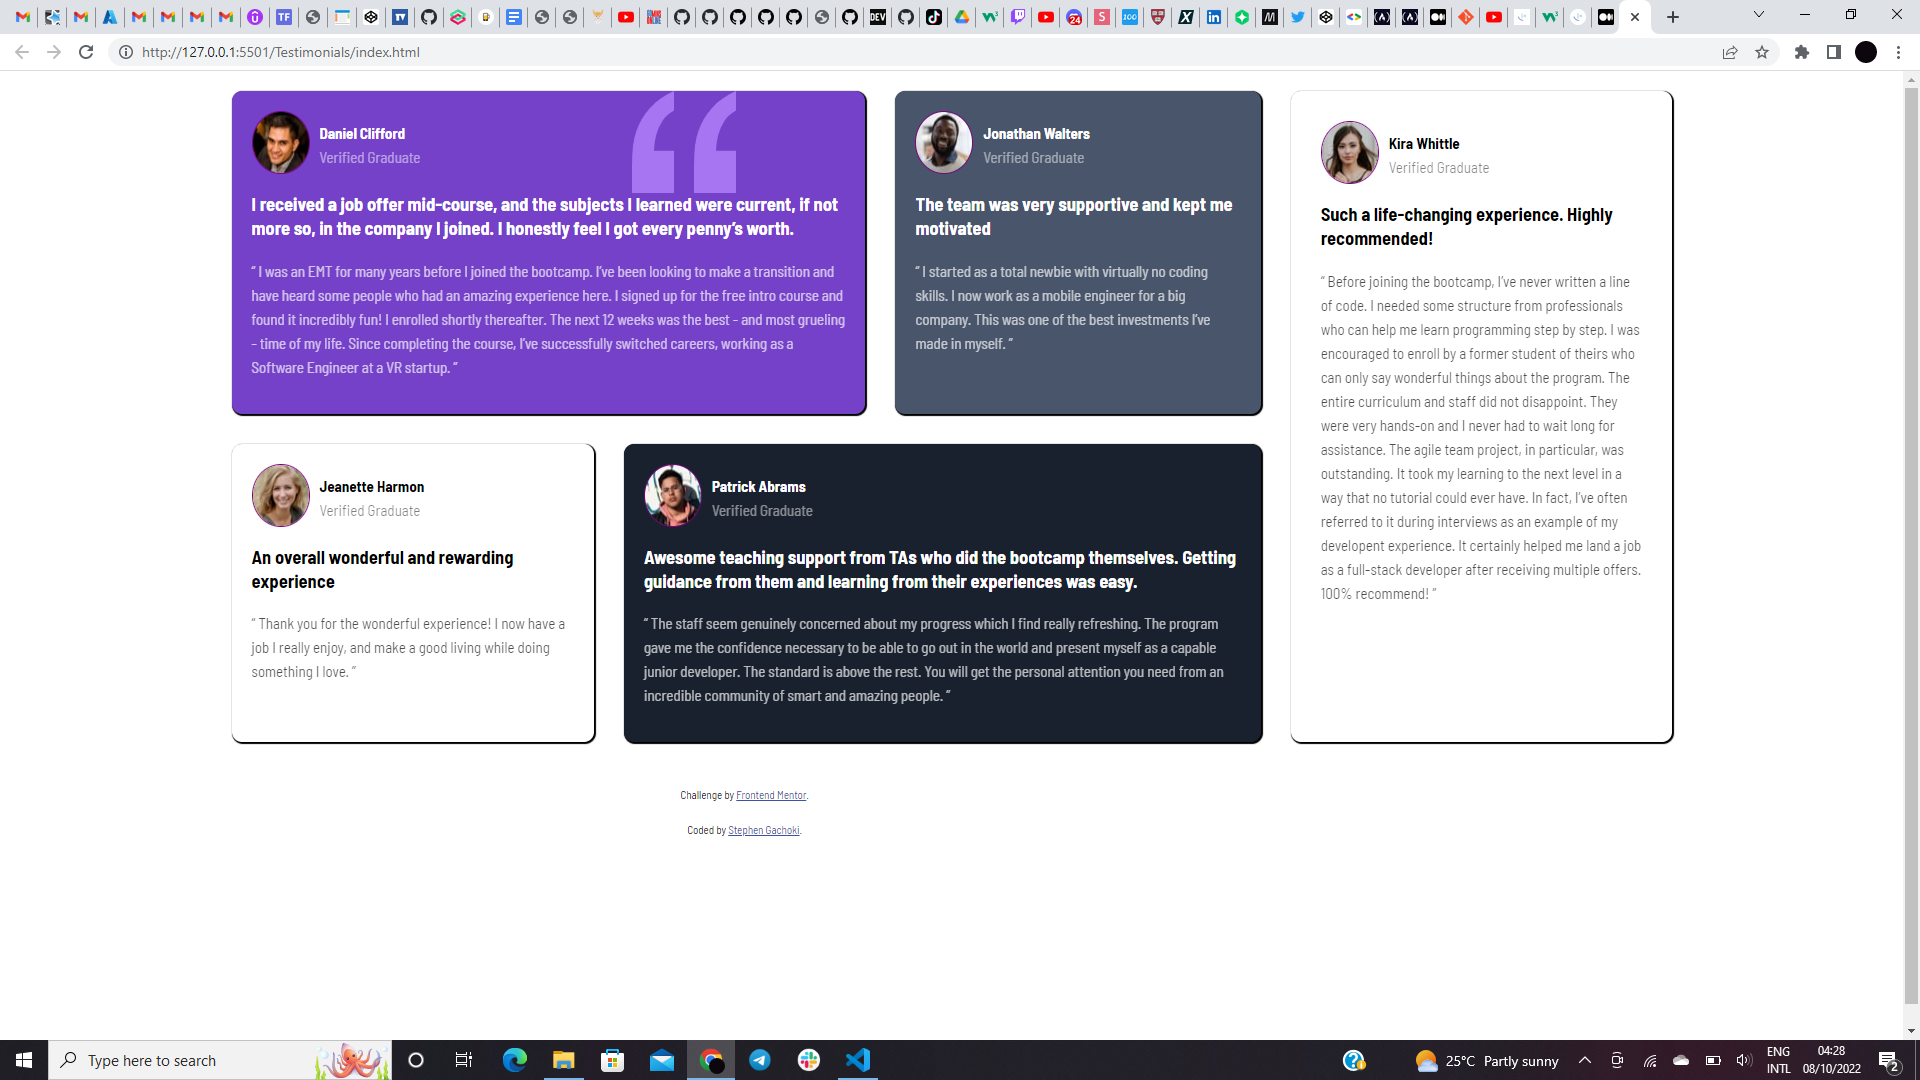 http://127.0.0.1:5501/Testimonials/index.html
Daniel Clifford
Verified Graduate
I received a job offer mid-course, and the subjects I learned were current, if not
more so, in the company I joined. I honestly feel I got every penny’s worth.
“ I was an EMT for many years before I joined the bootcamp. I’ve been looking to make a transition and
have heard some people who had an amazing experience here. I signed up for the free intro course and
found it incredibly fun! I enrolled shortly thereafter. The next 12 weeks was the best - and most grueling
- time of my life. Since completing the course, I’ve successfully switched careers, working as a
Software Engineer at a VR startup. ”
Jonathan Walters
Verified Graduate
The team was very supportive and kept me
motivated
“ I started as a total newbie with virtually no coding
skills. I now work as a mobile engineer for a big
company. This was one of the best investments I’ve
made in myself. ”
Kira Whittle
Verified Graduate
Such a life-changing experience. Highly
recommended!
“ Before joining the bootcamp, I’ve never written a line
of code. I needed some structure from professionals
who can help me learn programming step by step. I was
encouraged to enroll by a former student of theirs who
can only say wonderful things about the program. The
entire curriculum and staff did not disappoint. They
were very hands-on and I never had to wait long for
assistance. The agile team project, in particular, was
outstanding. It took my learning to the next level in a
way that no tutorial could ever have. In fact, I’ve often
referred to it during interviews as an example of my
developent experience. It certainly helped me land a job
as a full-stack developer after receiving multiple offers.
100% recommend! ”
Jeanette Harmon
Verified Graduate
An overall wonderful and rewarding
experience
“ Thank you for the wonderful experience! I now have a
job I really enjoy, and make a good living while doing
something I love. ”
Patrick Abrams
Verified Graduate
Awesome teaching support from TAs who did the bootcamp themselves. Getting
guidance from them and learning from their experiences was easy.
“ The staff seem genuinely concerned about my progress which I find really refreshing. The program
gave me the confidence necessary to be able to go out in the world and present myself as a capable
junior developer. The standard is above the rest. You will get the personal attention you need from an
incredible community of smart and amazing people. ”
Challenge by Frontend Mentor.
Coded by Stephen Gachoki.
Type here to search
25°C Partly sunny
ENG
INTL
04:28
08/10/2022
2